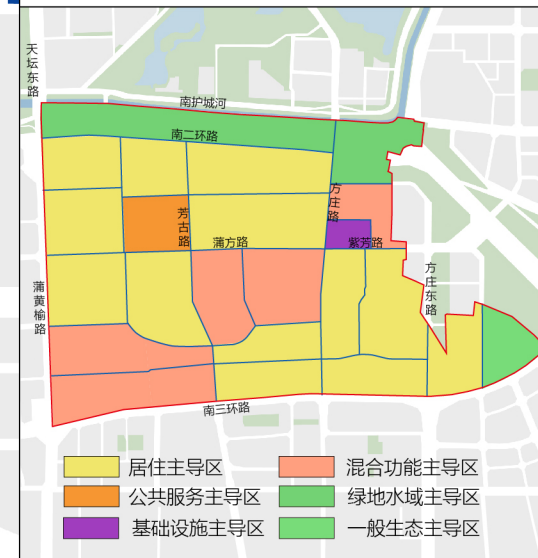 天坛东路
南护城河
南二环路
方庄路
芳古路
蒲方路
紫芳路
方庄东路
蒲黄榆路
南三环路
居住主导区
混合功能主导区
公共服务主导区
绿地水域主导区
基础设施主导区
一般生态主导区